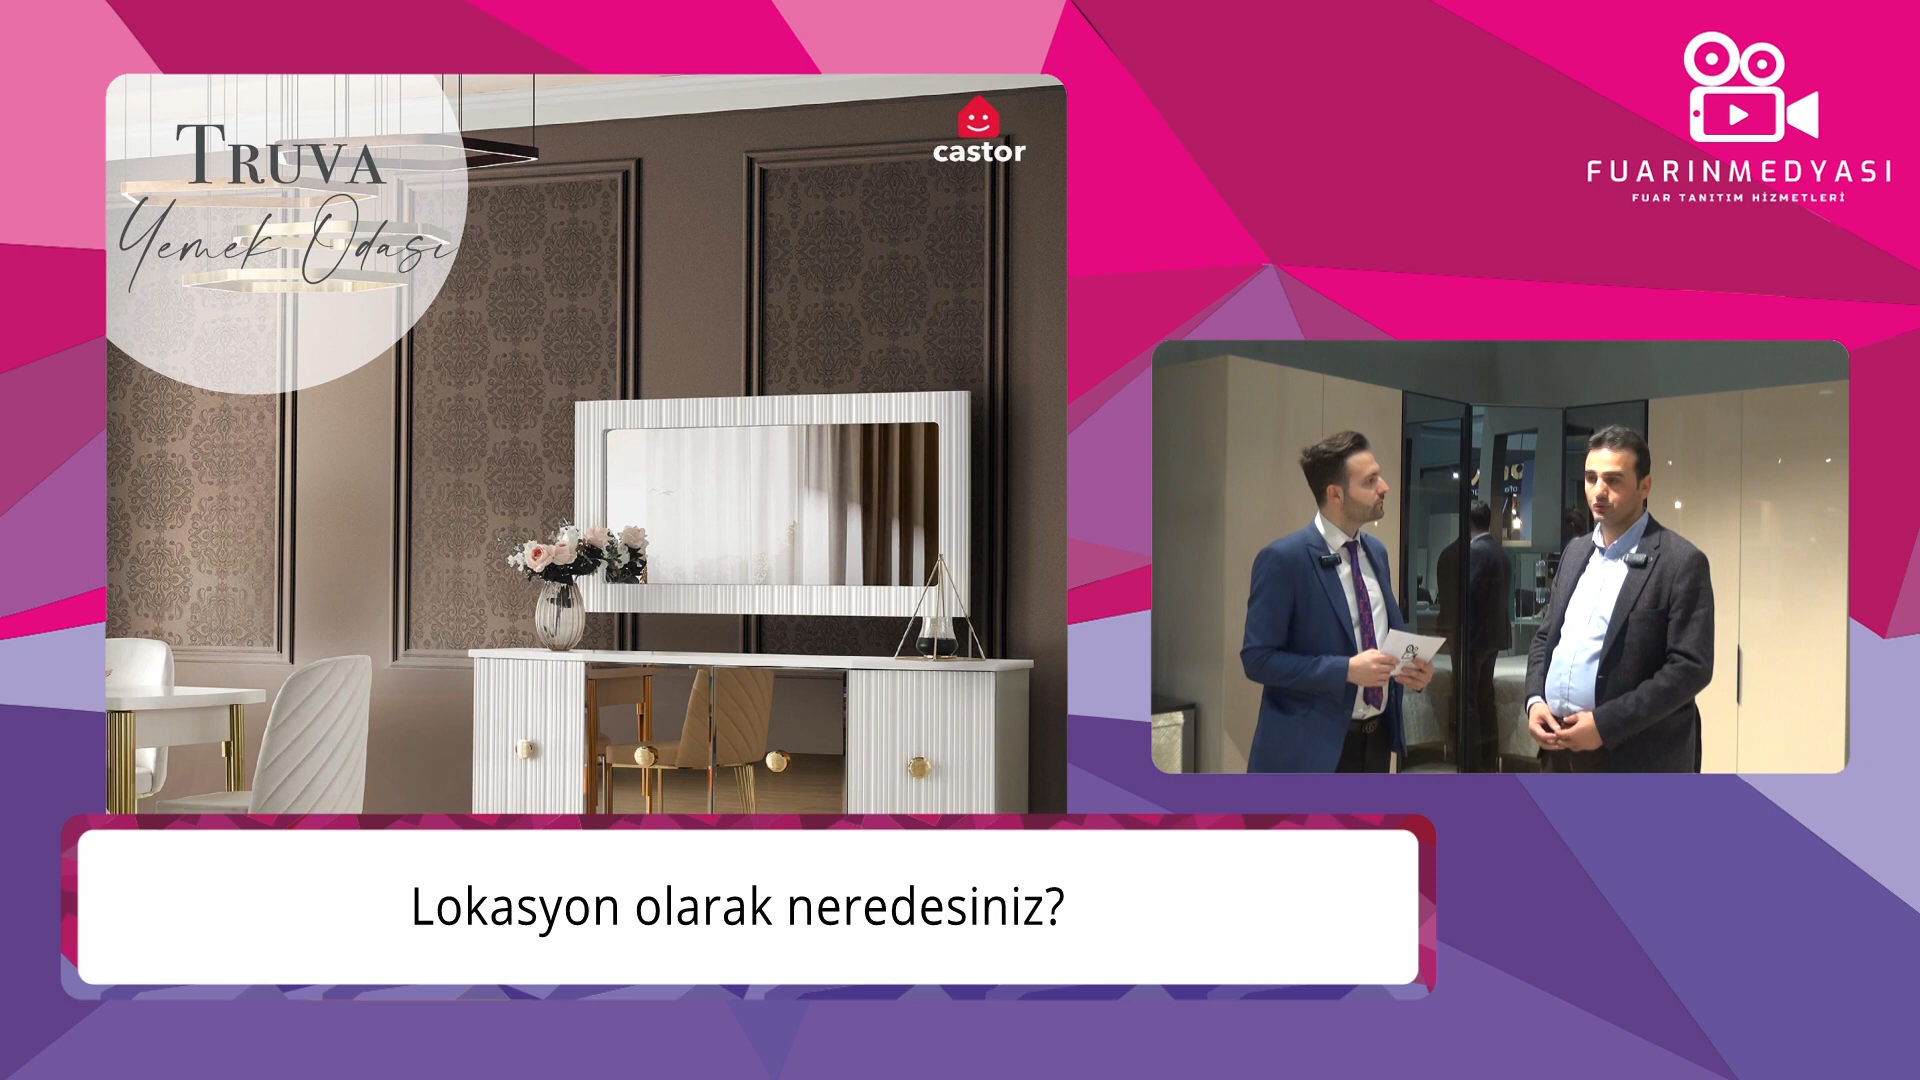 TRUVA
Yemek Odası
castor
FUARINMEDYASI
FUAR TANITIM HİZMETLERİ
Lokasyon olarak neredesiniz?